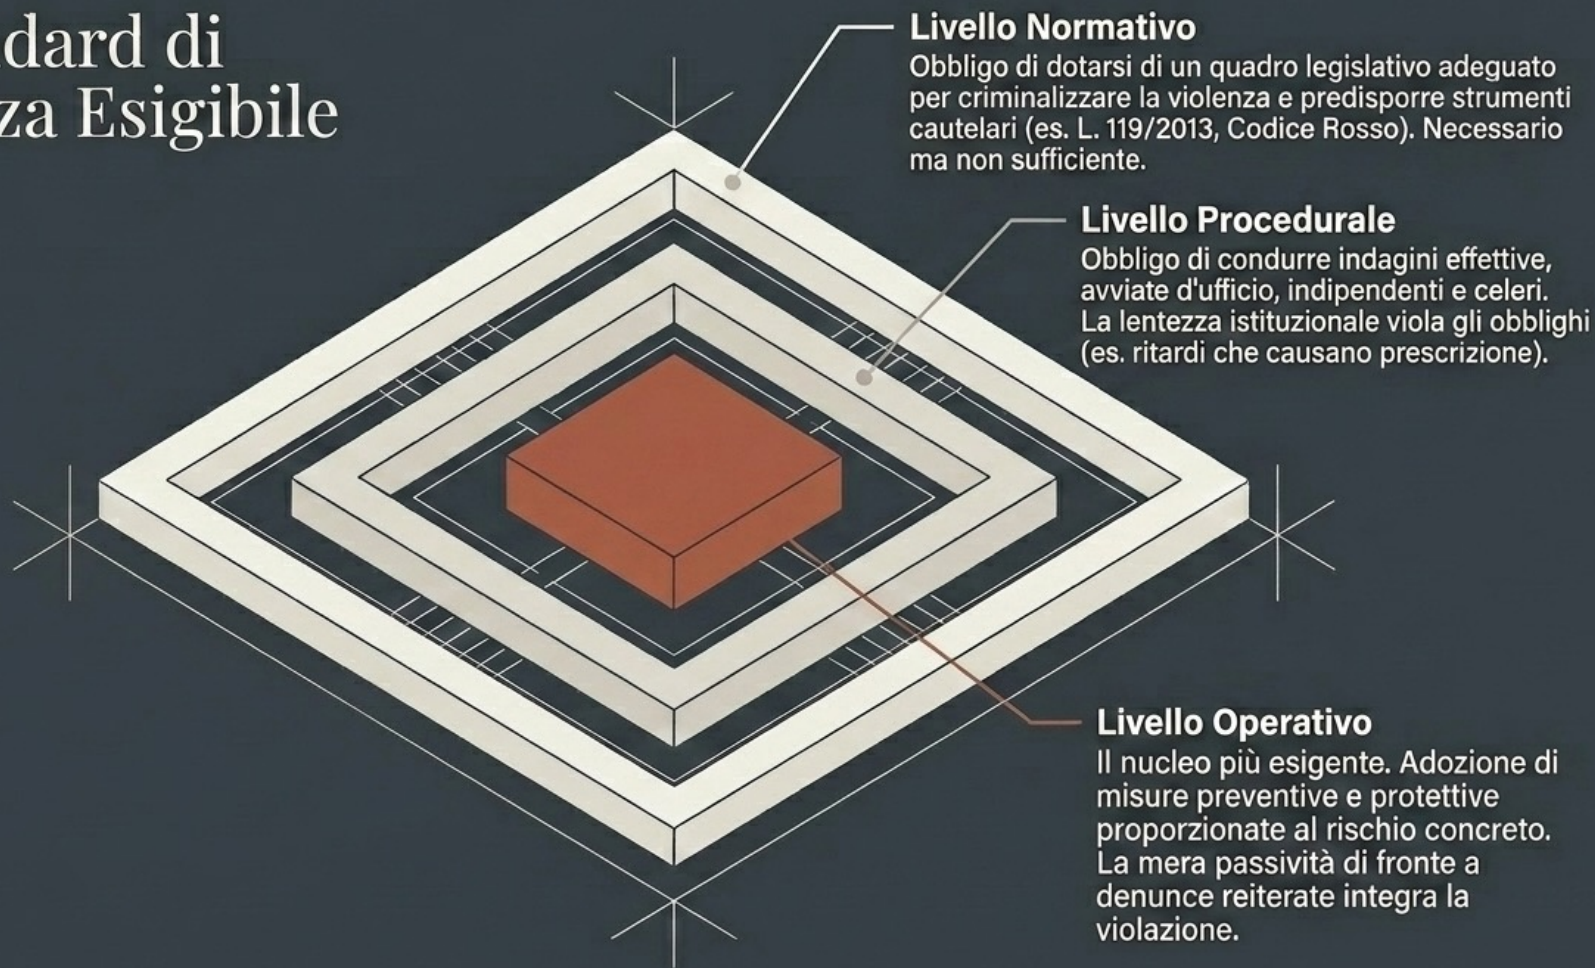 dard di
za Esigibile
Livello Normativo
Obbligo di dotarsi di un quadro legislativo adeguato
per criminalizzare la violenza e predisporre strumenti
cautelari (es. L. 119/2013, Codice Rosso). Necessario
ma non sufficiente.
Livello Procedurale
Obbligo di condurre indagini effettive,
avviate d'ufficio, indipendenti e celeri.
La lentezza istituzionale viola gli obblighi
(es. ritardi che causano prescrizione).
Livello Operativo
Il nucleo più esigente. Adozione di
misure preventive e protettive
proporzionate al rischio concreto.
La mera passività di fronte a
denunce reiterate integra la
violazione.